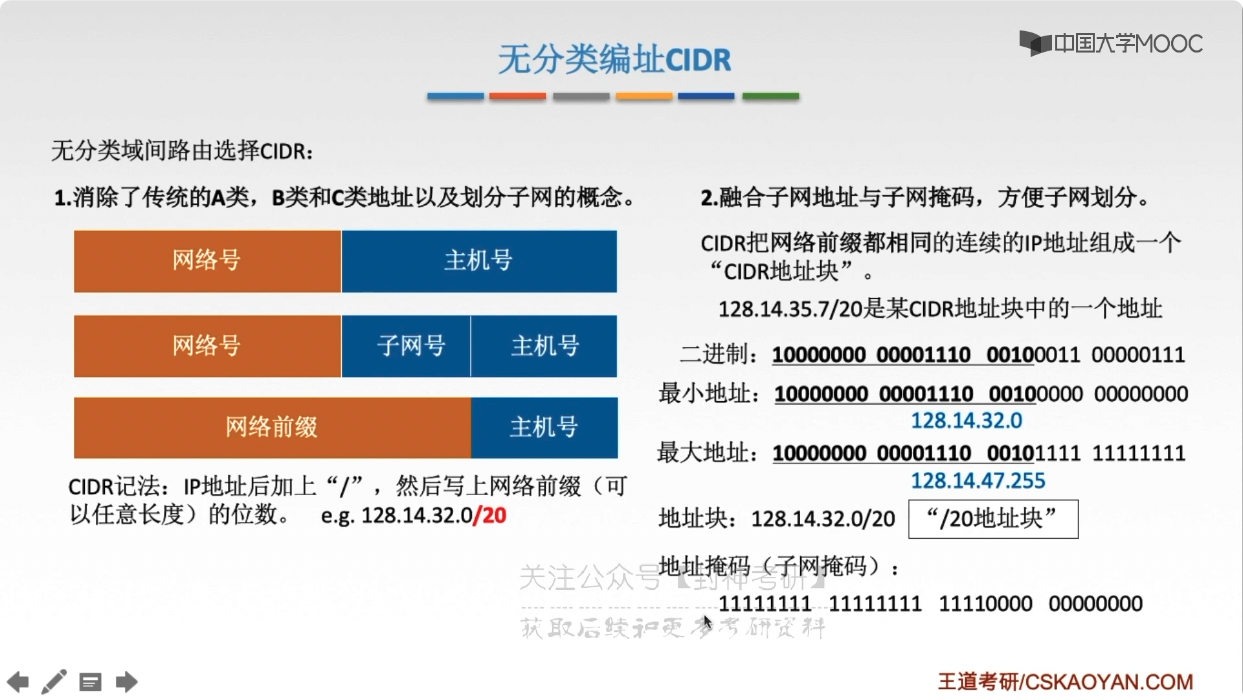 中国大学MOOC
无分类编址CIDR
无分类域间路由选择CIDR：
1.消除了传统的A类，B类和C类地址以及划分子网的概念。
网络号 主机号
网络号 子网号 主机号
网络前缀 主机号
CIDR记法：IP地址后加上“/”，然后写上网络前缀（可
以任意长度）的位数。 e.g. 128.14.32.0/20
2.融合子网地址与子网掩码，方便子网划分。
CIDR把网络前缀都相同的连续的IP地址组成一个
“CIDR地址块”。
128.14.35.7/20是某CIDR地址块中的一个地址
二进制：10000000 00001110 00100011 00000111
最小地址：10000000 00001110 00100000 00000000
128.14.32.0
最大地址：10000000 00001110 00101111 11111111
128.14.47.255
地址块：128.14.32.0/20 “/20地址块”
地址掩码（子网掩码）：
11111111 11111111 11110000 00000000
关注公众号【封神考研】
获取后续和更多考研资料
王道考研/CSKAOYAN.COM